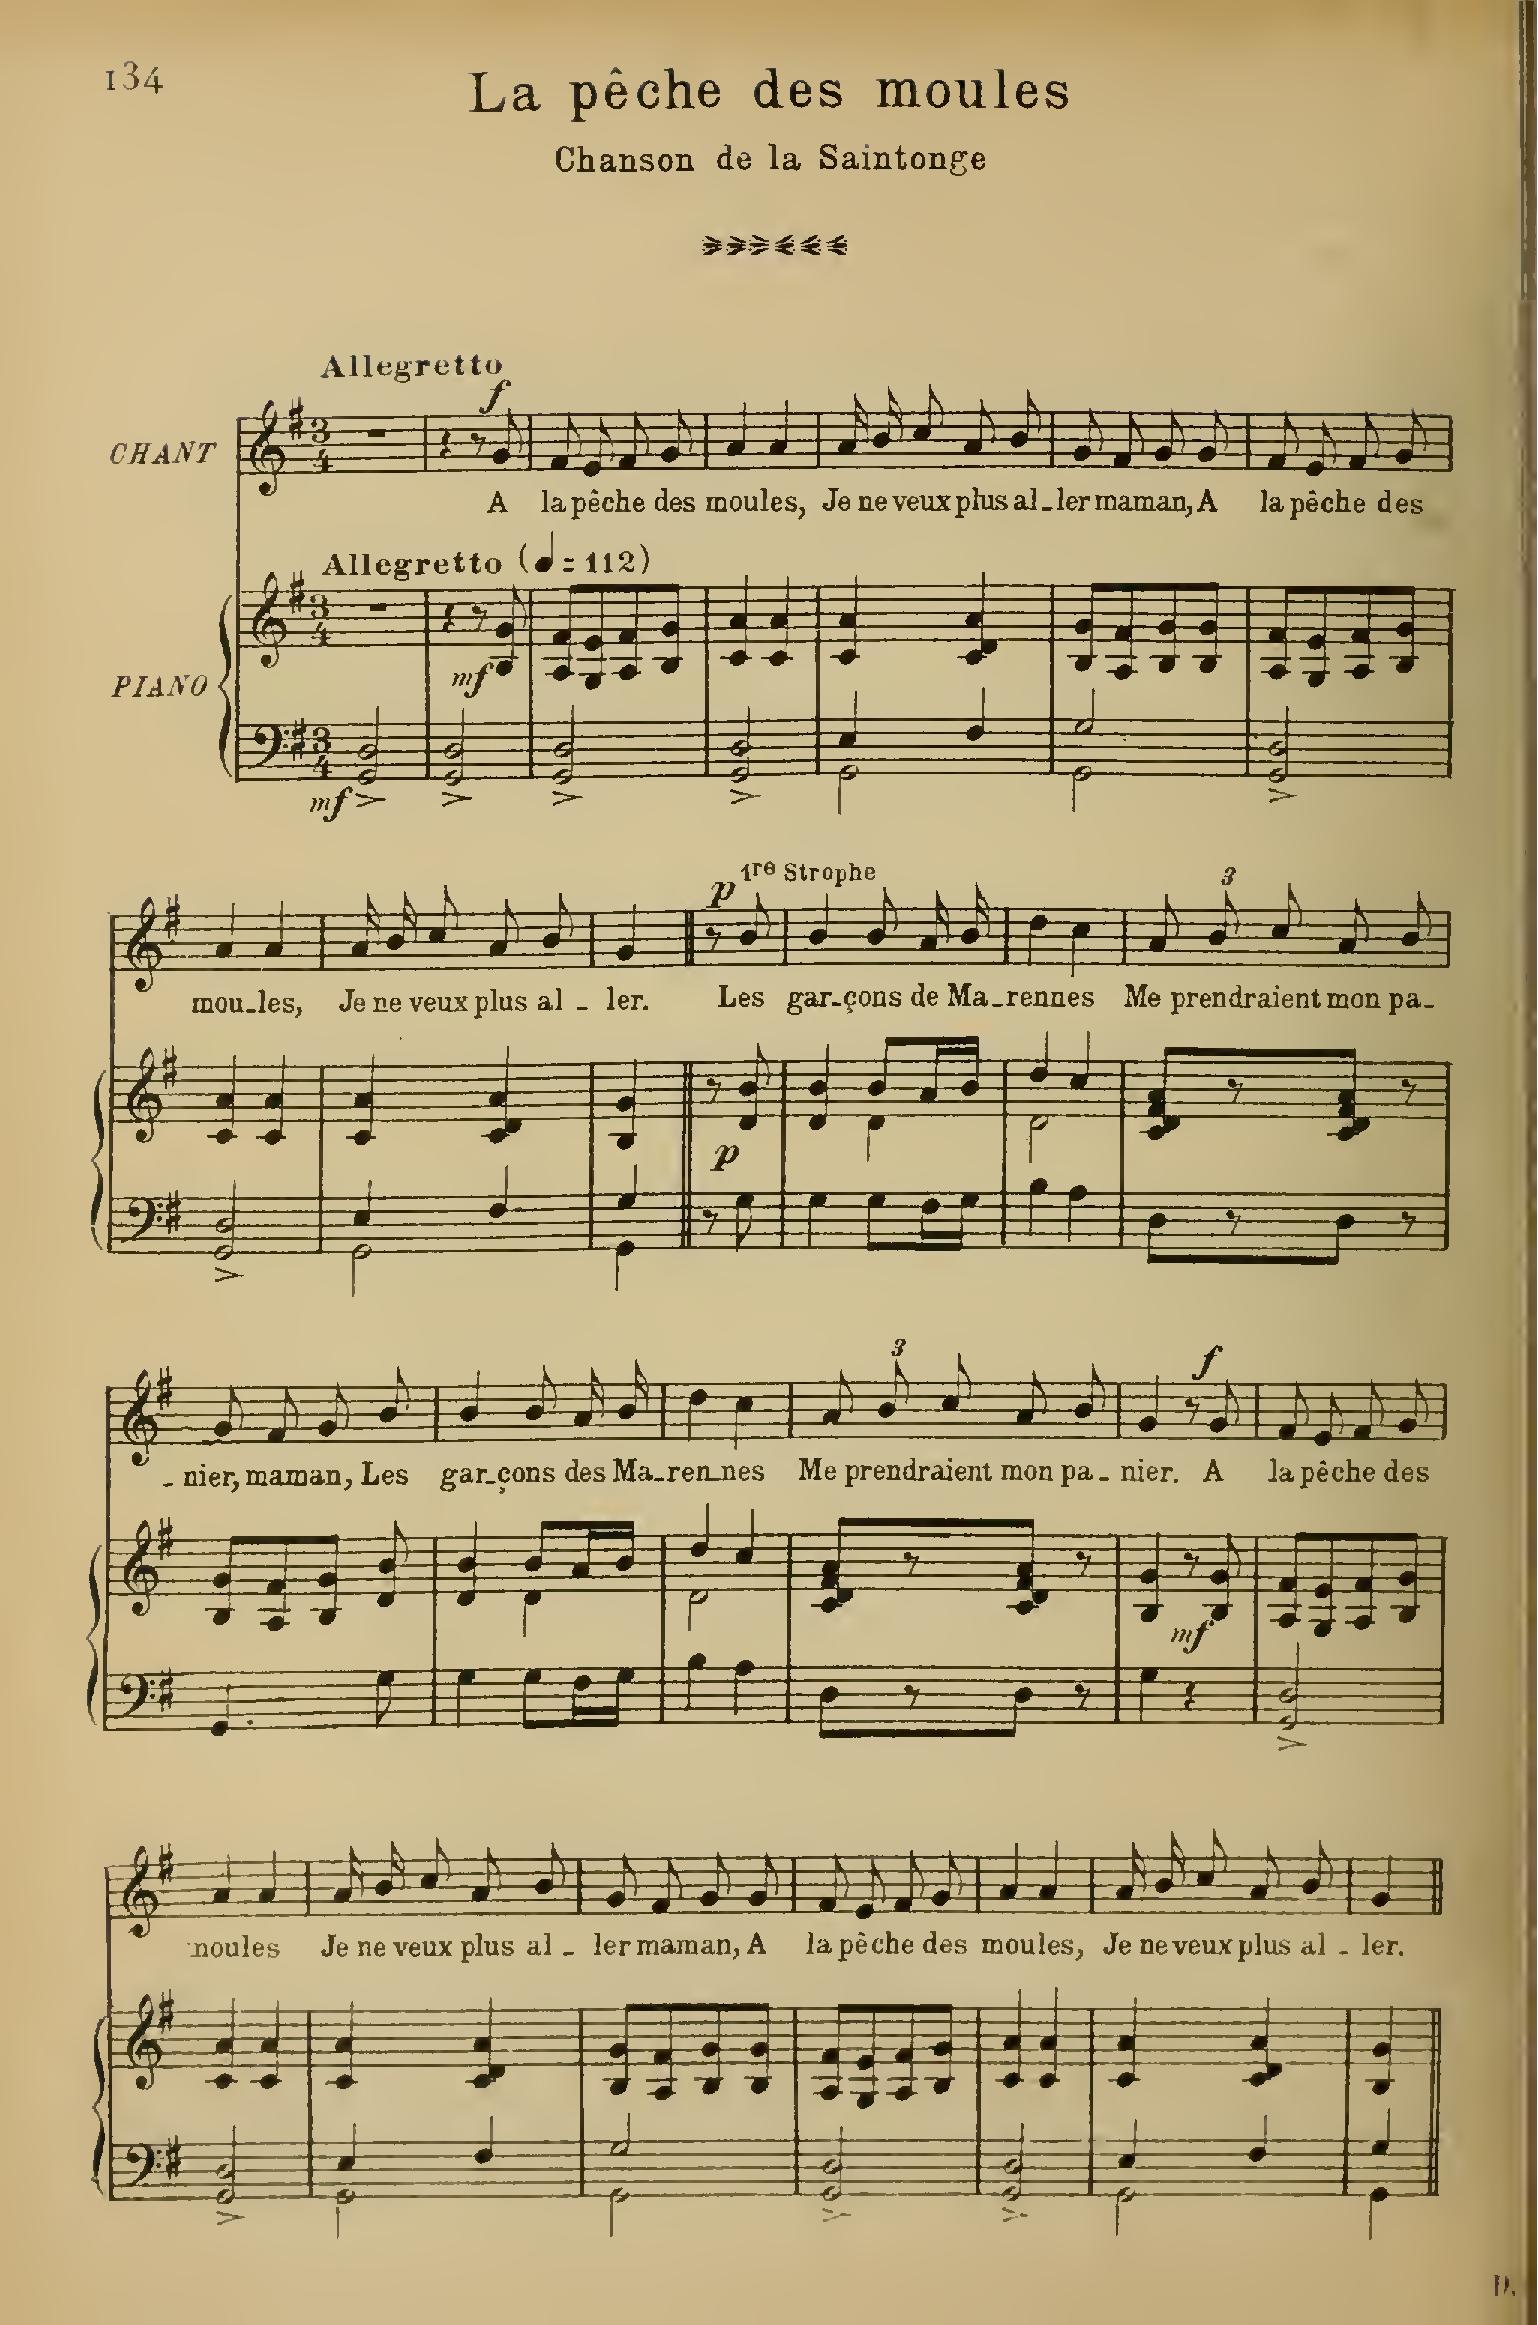 134
La pêche des moules
Chanson de la Saintonge
Allegretto
f
CHANT
A la pêche des moules, Je ne veux plus al_ler maman, A la pêche des
Allegretto (♩ = 112)
PIANO
mf
mf
1re Strophe
p
3
mou_les, Je ne veux plus al _ ler. Les gar_çons de Ma_rennes Me prendraient mon pa_
p
3
f
_ nier, maman, Les gar_çons des Ma_ren_nes Me prendraient mon pa _ nier. A la pêche des
mf
moules Je ne veux plus al _ ler maman, A la pêche des moules, Je ne veux plus al _ ler.
D.